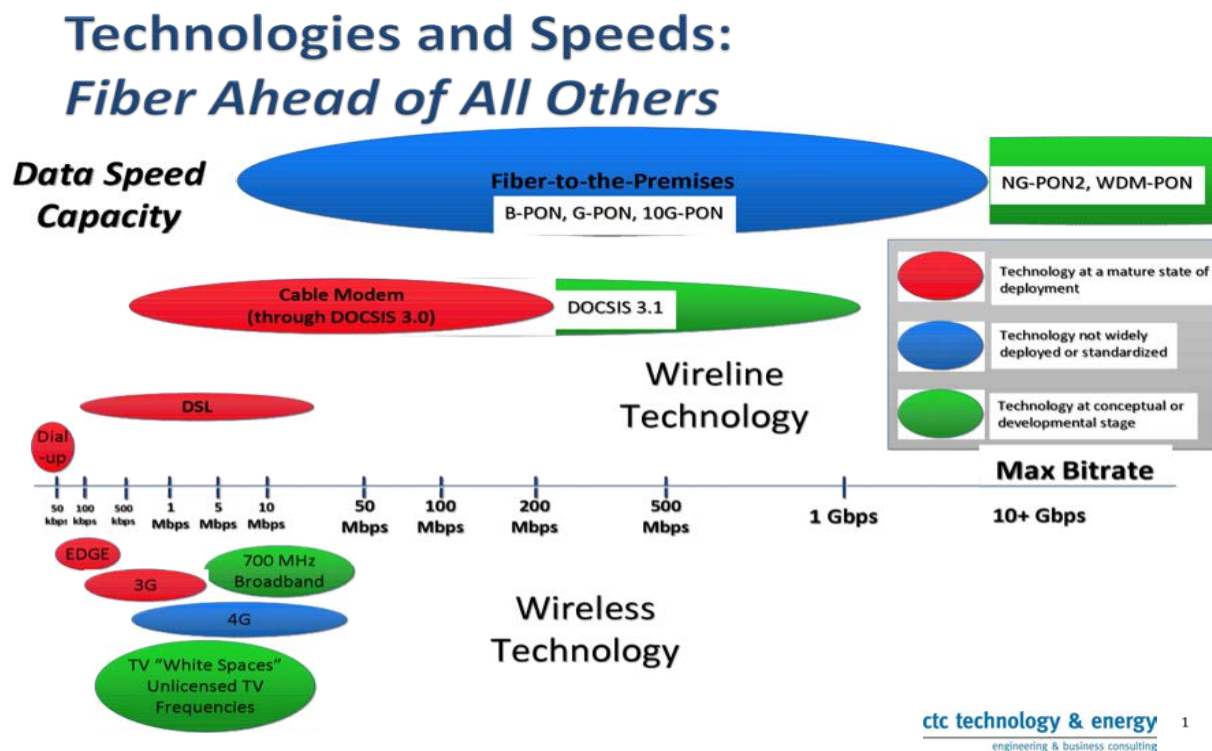 Technologies and Speeds:
Fiber Ahead of All Others
Data Speed
Capacity
Fiber-to-the-Premises
B-PON, G-PON, 10G-PON
NG-PON2, WDM-PON
Cable Modem
(through DOCSIS 3.0)
DOCSIS 3.1
Technology at a mature state of
deployment
Technology not widely
deployed or standardized
Technology at conceptual or
developmental stage
Wireline
Technology
DSL
Dial
-up
Max Bitrate
50
kbps
100
kbps
500
kbps
1
Mbps
5
Mbps
10
Mbps
50
Mbps
100
Mbps
200
Mbps
500
Mbps
1 Gbps
10+ Gbps
EDGE
3G
700 MHz
Broadband
4G
Wireless
Technology
TV “White Spaces”
Unlicensed TV
Frequencies
ctc technology & energy
engineering & business consulting
1